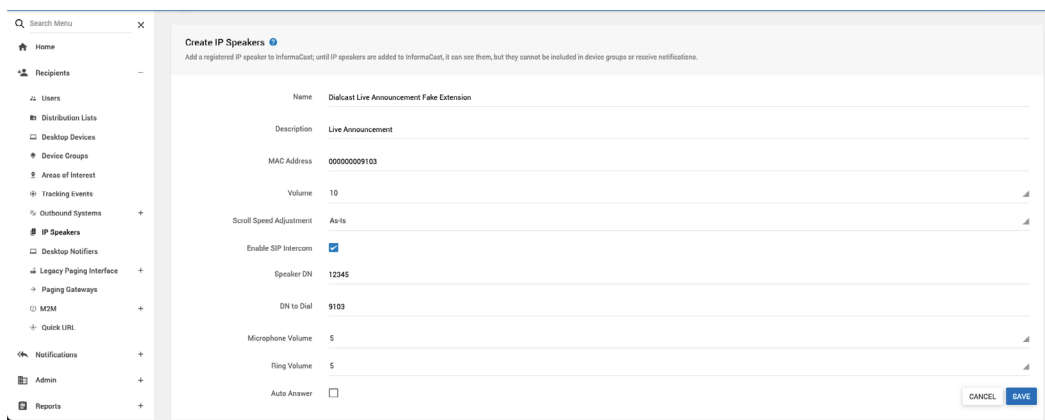 Search Menu
Home
Recipients
Users
Distribution Lists
Desktop Devices
Device Groups
Areas of Interest
Tracking Events
Outbound Systems
IP Speakers
Desktop Notifiers
Legacy Paging Interface
Paging Gateways
M2M
Quick URL
Notifications
Admin
Reports
Create IP Speakers
Add a registered IP speaker to InformaCast; until IP speakers are added to InformaCast, it can see them, but they cannot be included in device groups or receive notifications.
Name Dialcast Live Announcement Fake Extension
Description Live Announcement
MAC Address 000000009103
Volume 10
Scroll Speed Adjustment As-Is
Enable SIP Intercom
Speaker DN 12345
DN to Dial 9103
Microphone Volume 5
Ring Volume 5
Auto Answer
CANCEL SAVE